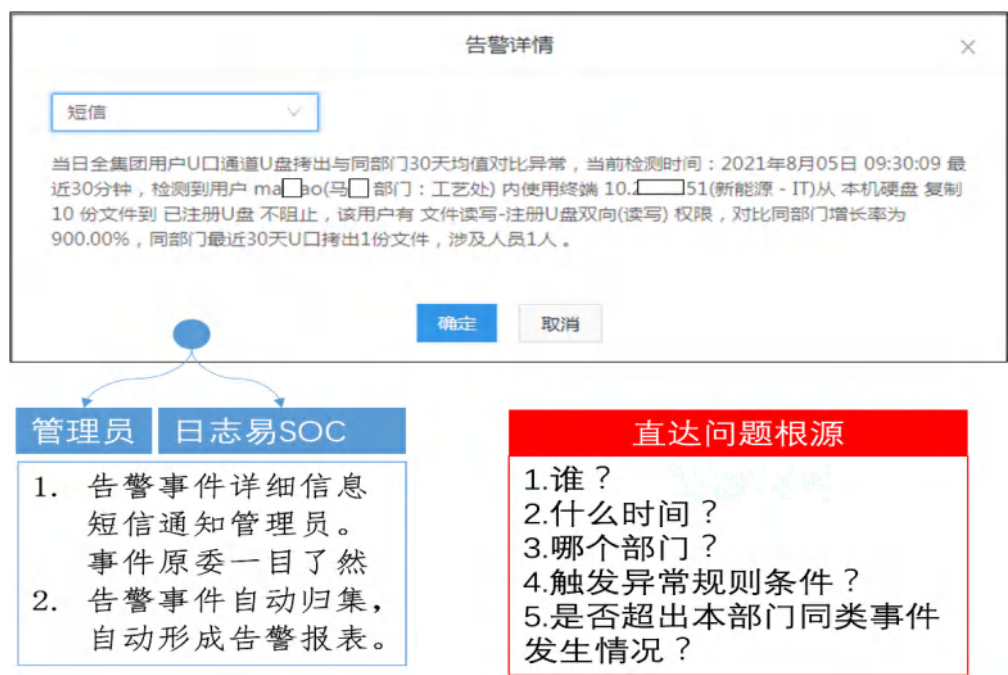 告警详情
短信
当日全集团用户U口通道U盘拷出与同部门30天均值对比异常，当前检测时间：2021年8月05日 09:30:09 最
近30分钟，检测到用户 ma ao(马 部门：工艺处) 内使用终端 10.2 51(新能源 - IT)从 本机硬盘 复制
10 份文件到 已注册U盘 不阻止，该用户有 文件读写-注册U盘双向(读写) 权限，对比同部门增长率为
900.00%，同部门最近30天U口拷出1份文件，涉及人员1人 。
确定 取消
管理员 日志易SOC
1. 告警事件详细信息
短信通知管理员。
事件原委一目了然
2. 告警事件自动归集，
自动形成告警报表。
直达问题根源
1.谁？
2.什么时间？
3.哪个部门？
4.触发异常规则条件？
5.是否超出本部门同类事件
发生情况？